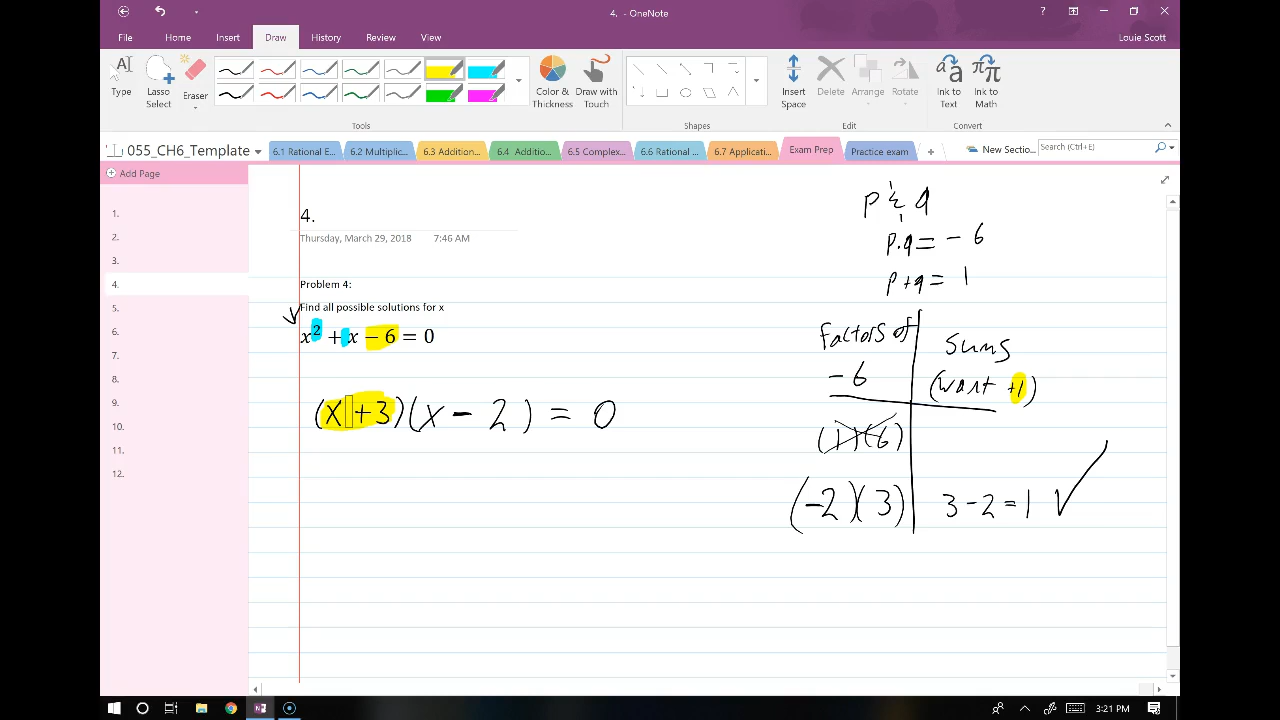 4. - OneNote
Louie Scott
File Home Insert Draw History Review View
Type
Lasso Select
Eraser
Color & Thickness
Draw with Touch
Insert Space
Delete
Arrange
Rotate
Ink to Text
Ink to Math
Tools
Shapes
Edit
Convert
055_CH6_Template
6.1 Rational E...
6.2 Multiplic...
6.3 Addition...
6.4 Additio...
6.5 Complex...
6.6 Rational ...
6.7 Applicati...
Exam Prep
Practice exam
New Sectio...
Search (Ctrl+E)
Add Page
1.
2.
3.
4.
5.
6.
7.
8.
9.
10.
11.
12.
4.
Thursday, March 29, 2018 7:46 AM
Problem 4:
Find all possible solutions for x
x² + x − 6 = 0
(x +3)(x − 2) = 0
p & q
p·q = − 6
p+q = 1
factors of −6
sums (want +1)
(1)(6)
(−2)(3) 3−2=1 ✓
3:21 PM